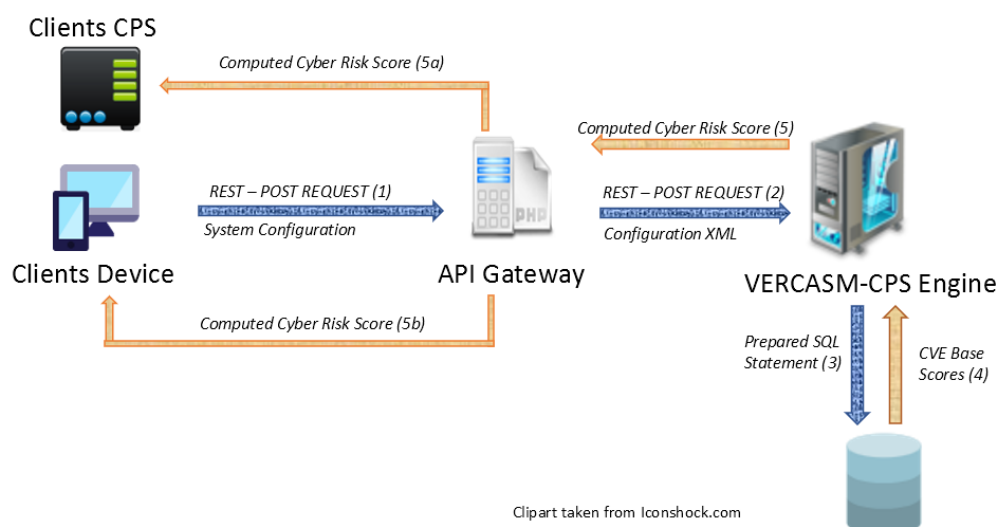 Clients CPS
Computed Cyber Risk Score (5a)
Computed Cyber Risk Score (5)
REST – POST REQUEST (1)
System Configuration
PHP
REST – POST REQUEST (2)
Configuration XML
Clients Device
API Gateway
VERCASM-CPS Engine
Computed Cyber Risk Score (5b)
Prepared SQL
Statement (3)
CVE Base
Scores (4)
Clipart taken from Iconshock.com